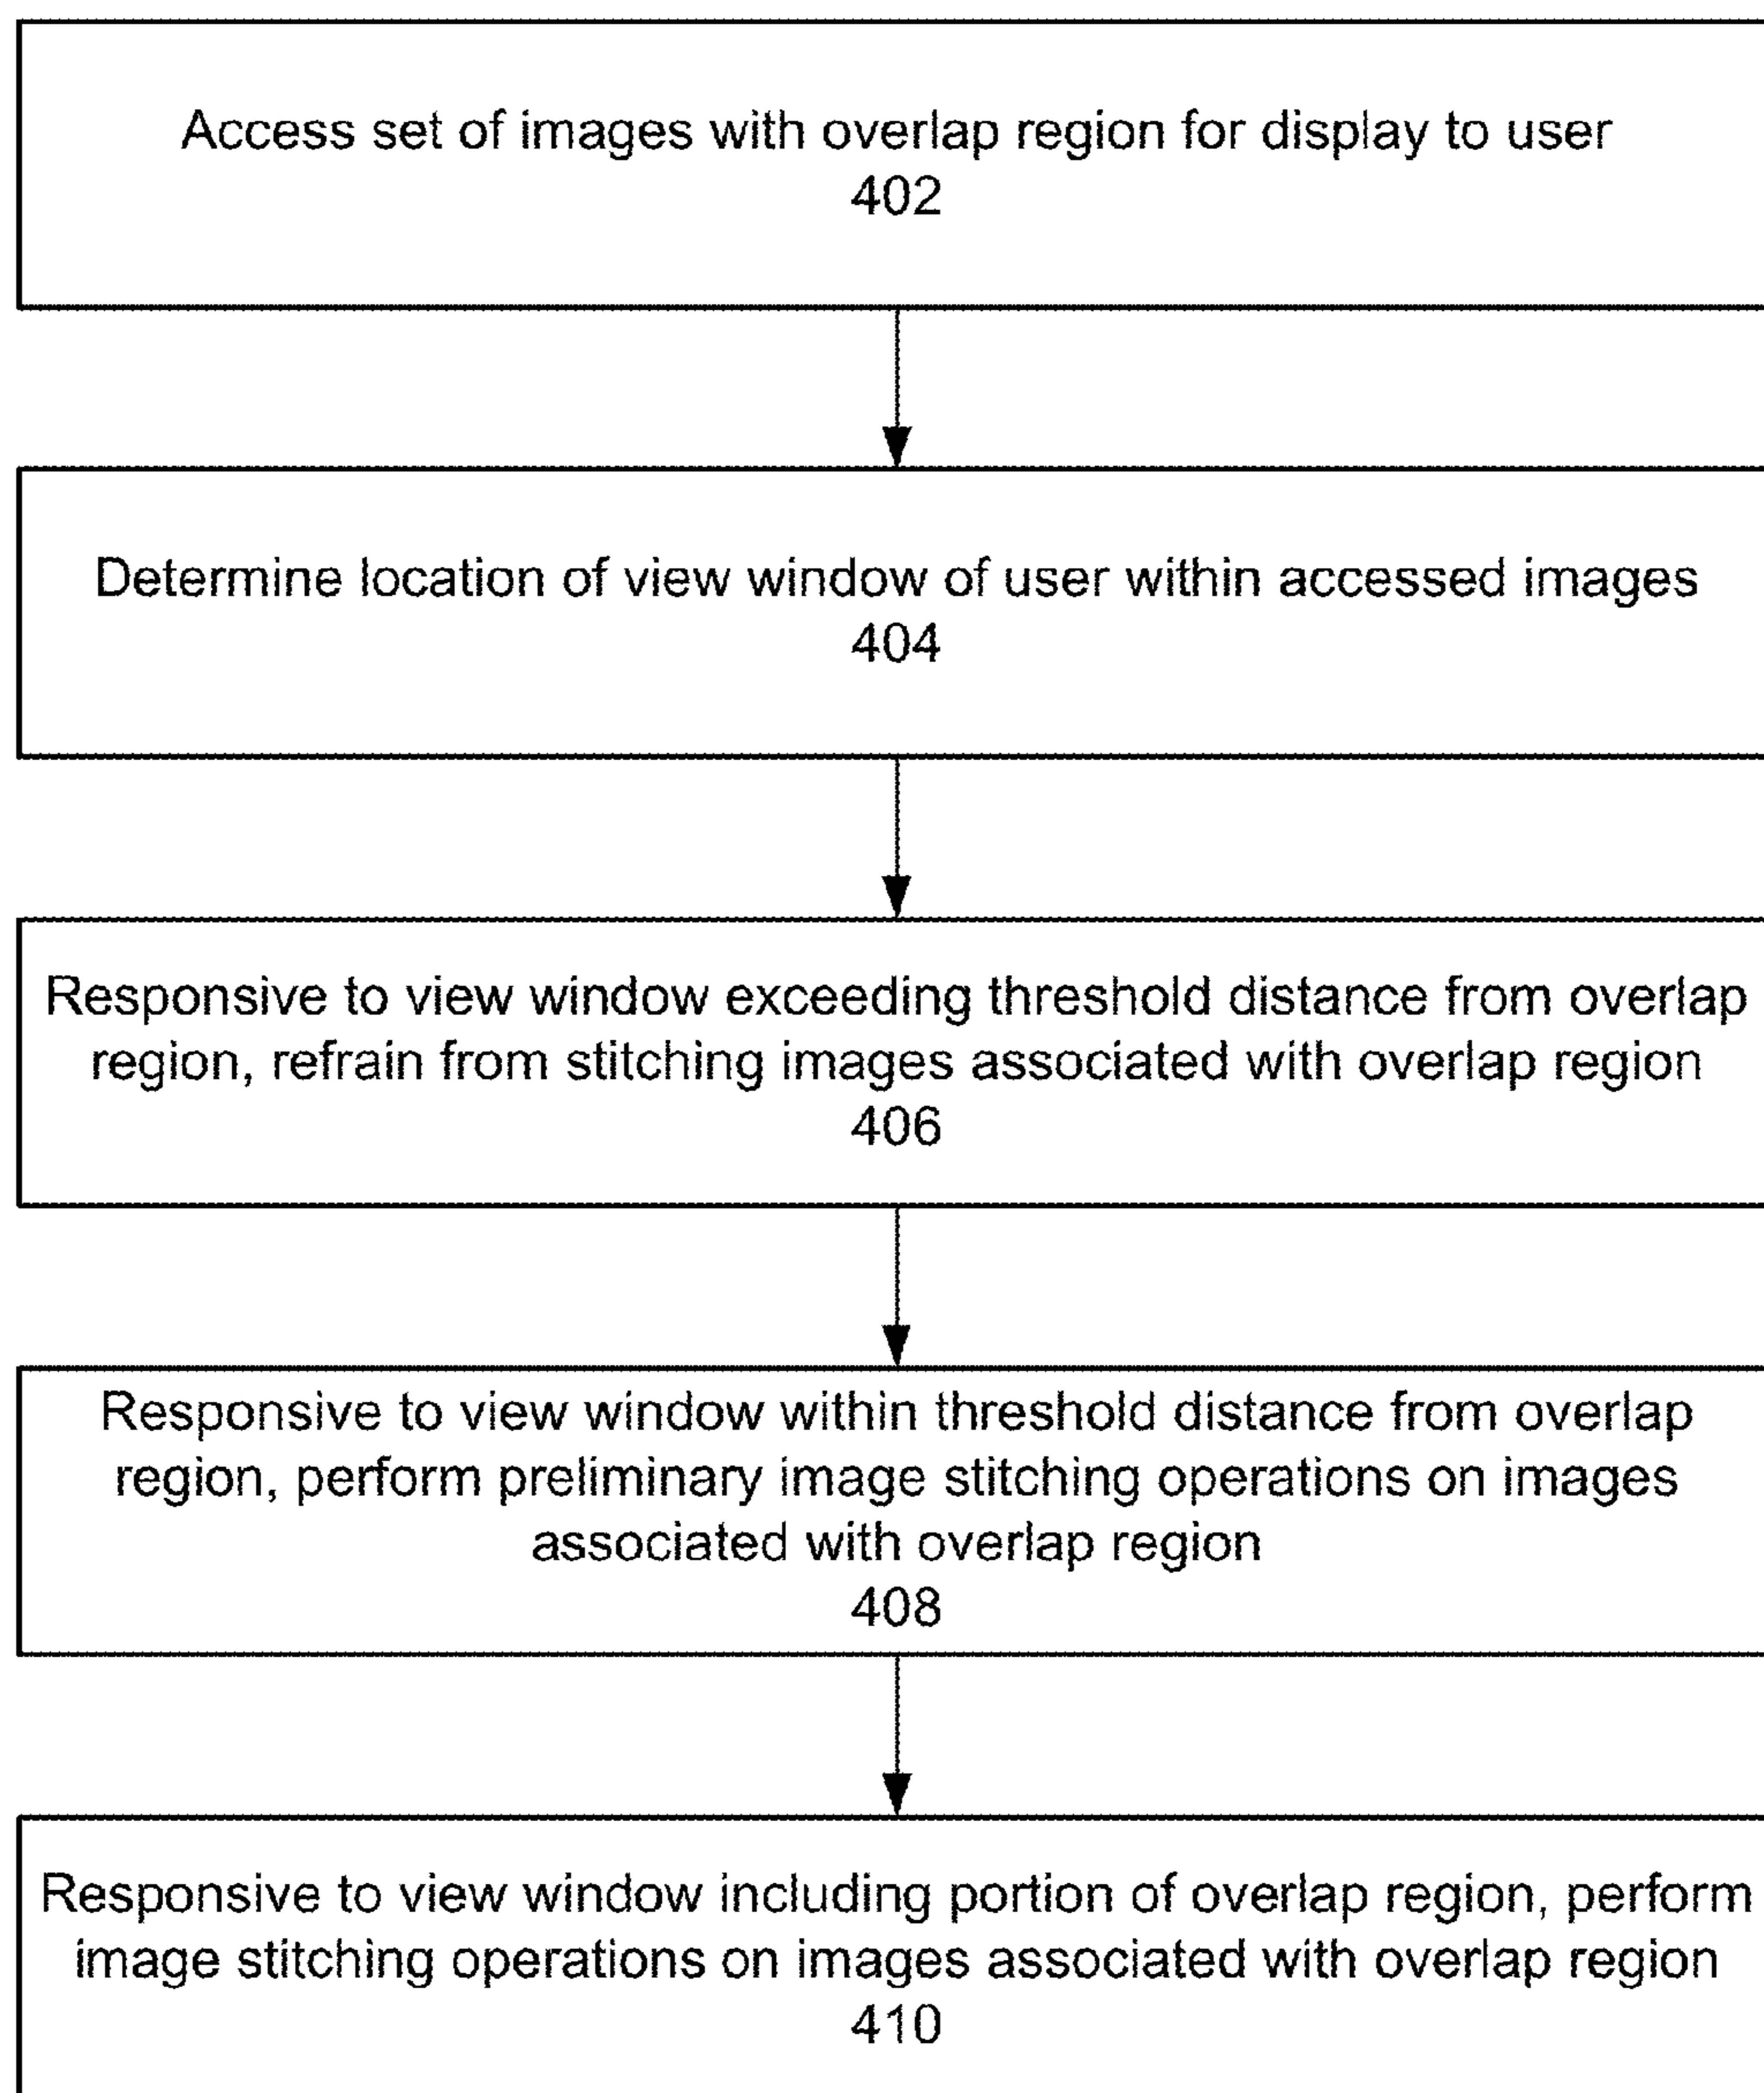 Access set of images with overlap region for display to user
402
Determine location of view window of user within accessed images
404
Responsive to view window exceeding threshold distance from overlap
region, refrain from stitching images associated with overlap region
406
Responsive to view window within threshold distance from overlap
region, perform preliminary image stitching operations on images
associated with overlap region
408
Responsive to view window including portion of overlap region, perform
image stitching operations on images associated with overlap region
410